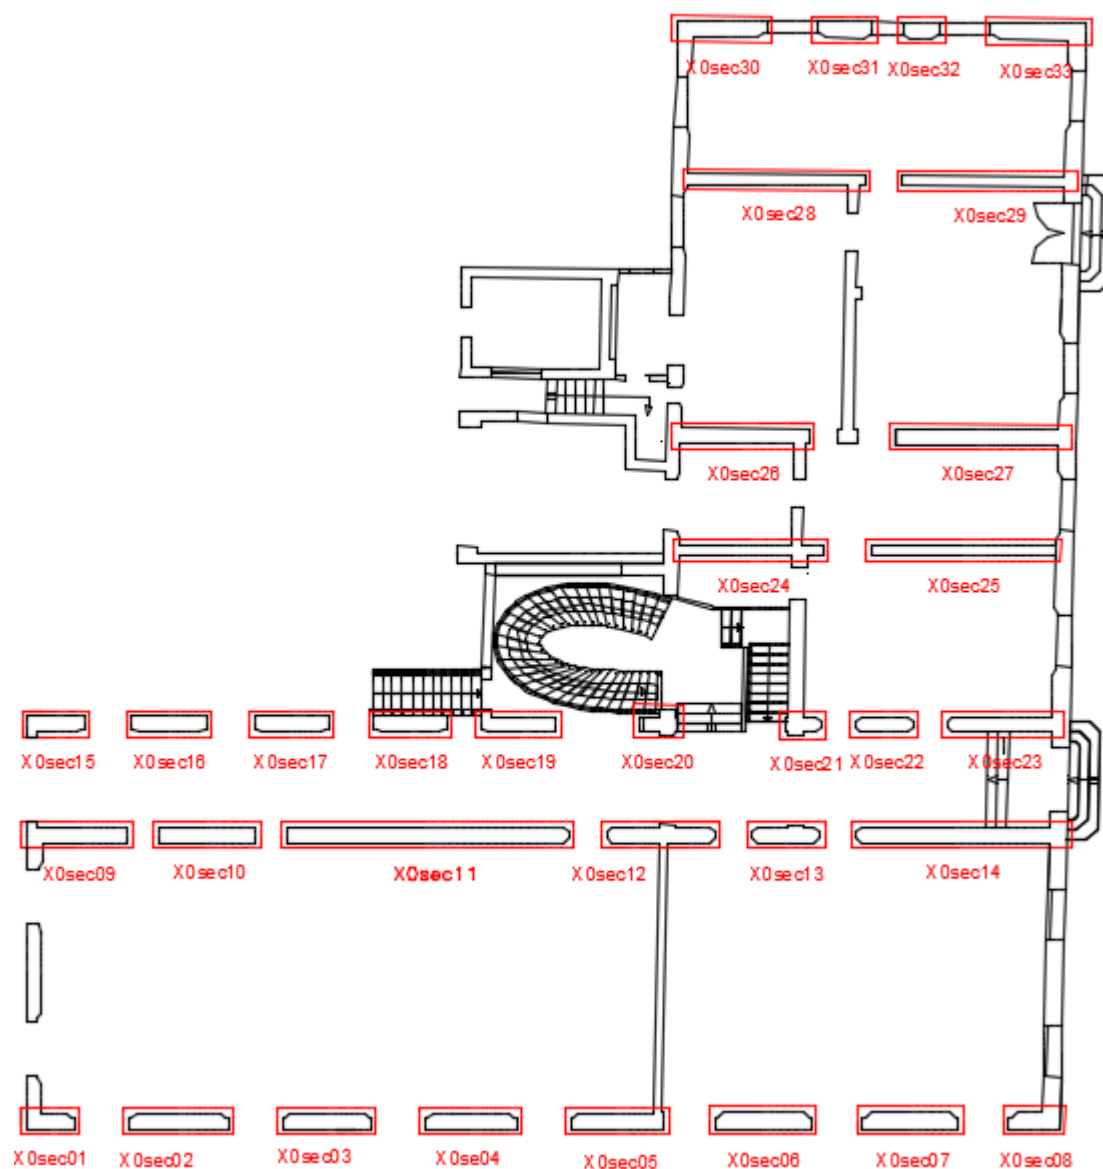 X0sec30 X0sec31 X0sec32 X0sec33
X0sec28 X0sec29
X0sec26 X0sec27
X0sec24 X0sec25
X0sec15 X0sec16 X0sec17 X0sec18 X0sec19 X0sec20 X0sec21 X0sec22 X0sec23
X0sec09 X0sec10 X0sec11 X0sec12 X0sec13 X0sec14
X0sec01 X0sec02 X0sec03 X0se04 X0sec05 X0sec06 X0sec07 X0sec08